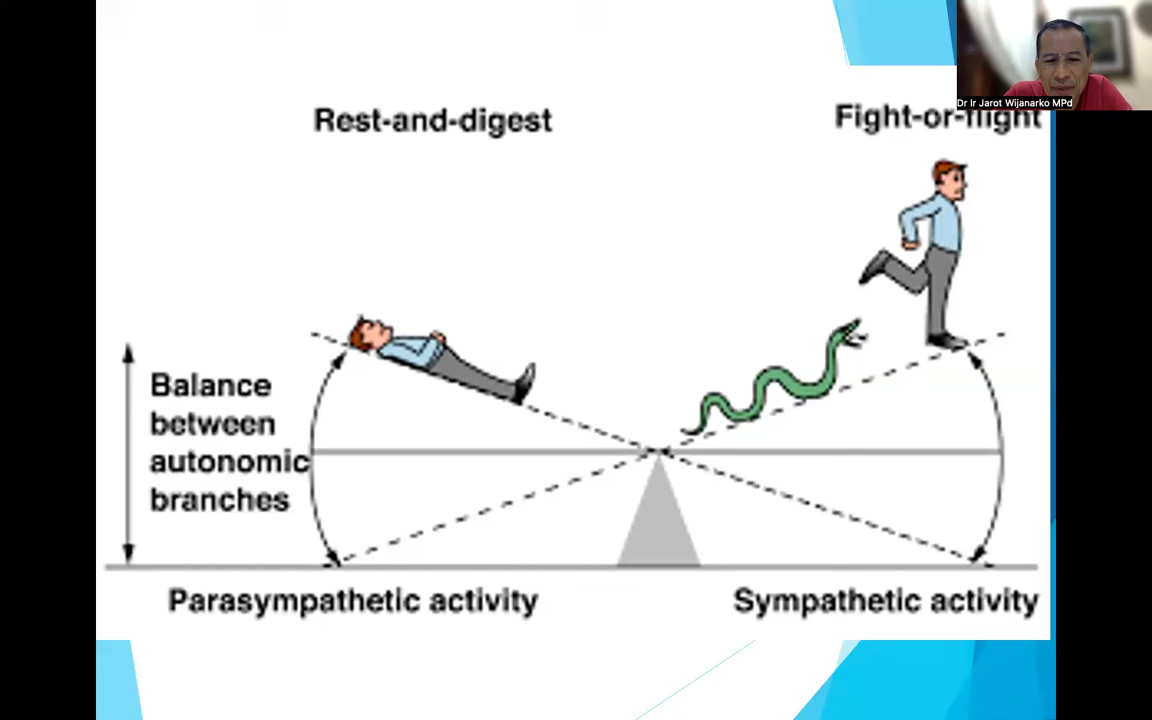 Dr Ir Jarot Wijanarko MPd
Rest-and-digest
Fight-or-flight
Balance
between
autonomic
branches
Parasympathetic activity
Sympathetic activity